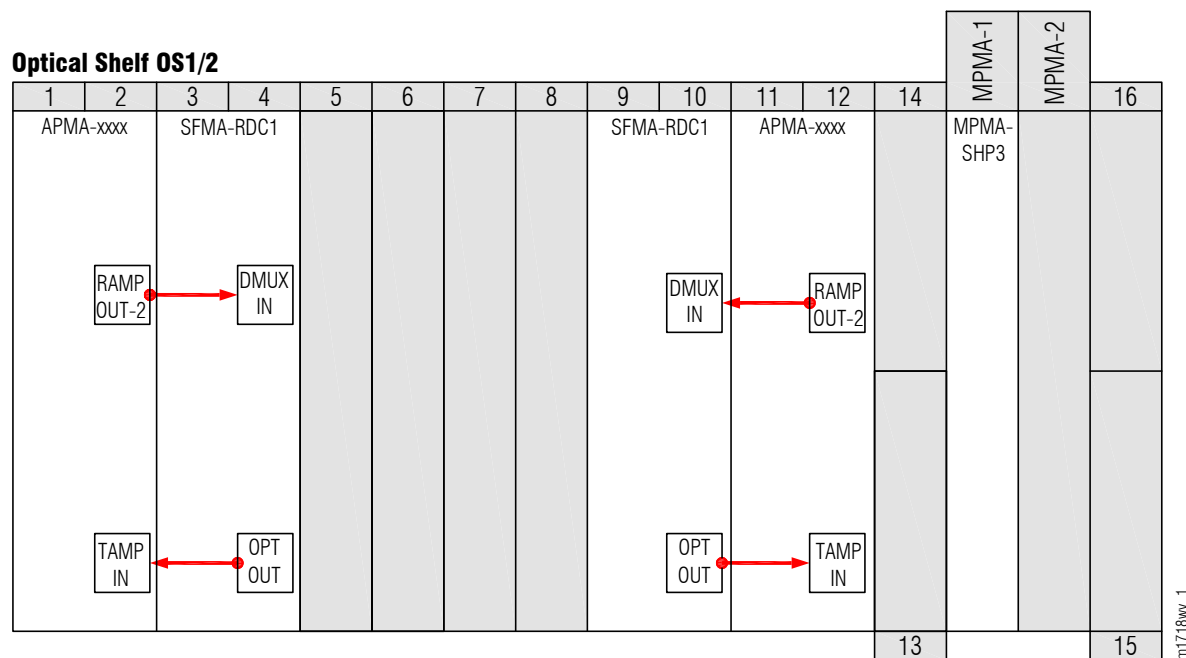 Optical Shelf OS1/2
MPMA-1
MPMA-2
1 2 3 4 5 6 7 8 9 10 11 12 14 16
APMA-xxxx SFMA-RDC1 SFMA-RDC1 APMA-xxxx MPMA-
SHP3
RAMP DMUX DMUX RAMP
OUT-2 IN IN OUT-2
TAMP OPT OPT TAMP
IN OUT OUT IN
13 15